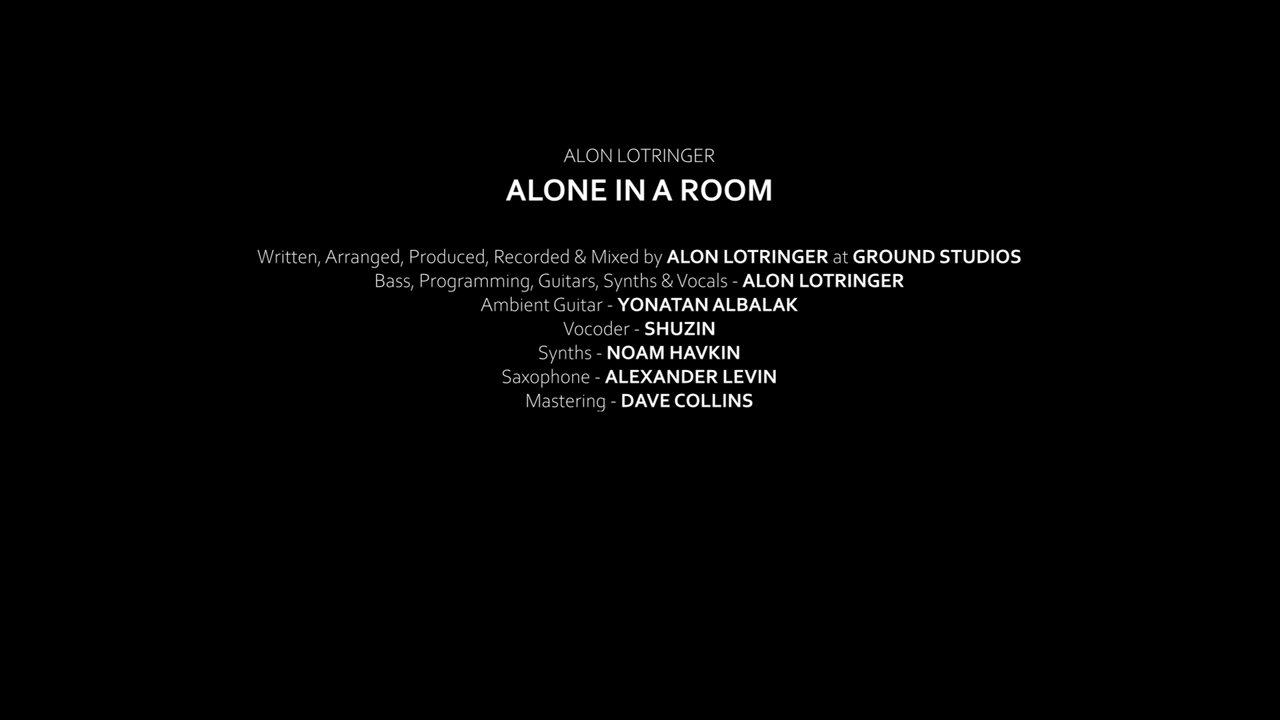 ALON LOTRINGER
ALONE IN A ROOM
Written, Arranged, Produced, Recorded & Mixed by ALON LOTRINGER at GROUND STUDIOS
Bass, Programming, Guitars, Synths & Vocals - ALON LOTRINGER
Ambient Guitar - YONATAN ALBALAK
Vocoder - SHUZIN
Synths - NOAM HAVKIN
Saxophone - ALEXANDER LEVIN
Mastering - DAVE COLLINS